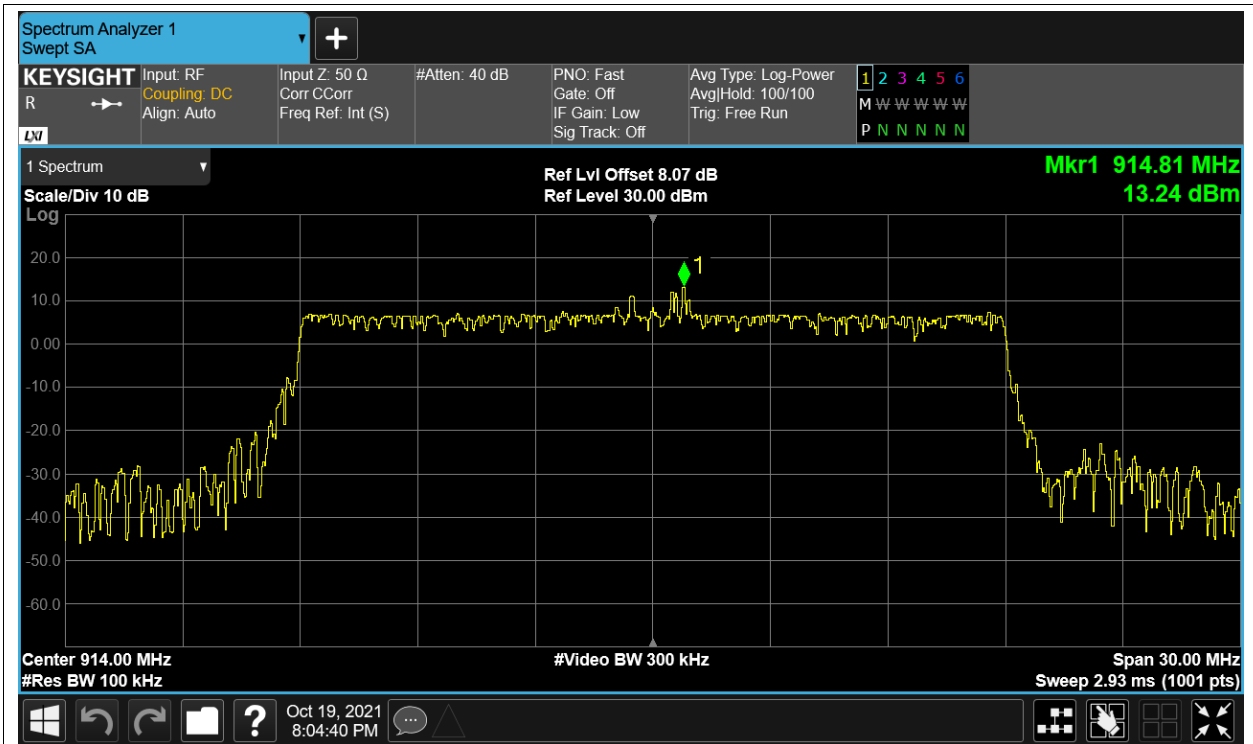 Spectrum Analyzer 1
Swept SA
KEYSIGHT
R
LXI
Input: RF
Coupling: DC
Align: Auto
Input Z: 50 Ω
Corr CCorr
Freq Ref: Int (S)
#Atten: 40 dB
PNO: Fast
Gate: Off
IF Gain: Low
Sig Track: Off
Avg Type: Log-Power
Avg|Hold: 100/100
Trig: Free Run
1 2 3 4 5 6
M W W W W W
P N N N N N
1 Spectrum
Scale/Div 10 dB
Ref Lvl Offset 8.07 dB
Ref Level 30.00 dBm
Mkr1 914.81 MHz
13.24 dBm
Log
20.0
1
10.0
0.00
-10.0
-20.0
-30.0
-40.0
-50.0
-60.0
Center 914.00 MHz
#Res BW 100 kHz
#Video BW 300 kHz
Span 30.00 MHz
Sweep 2.93 ms (1001 pts)
?
Oct 19, 2021
8:04:40 PM